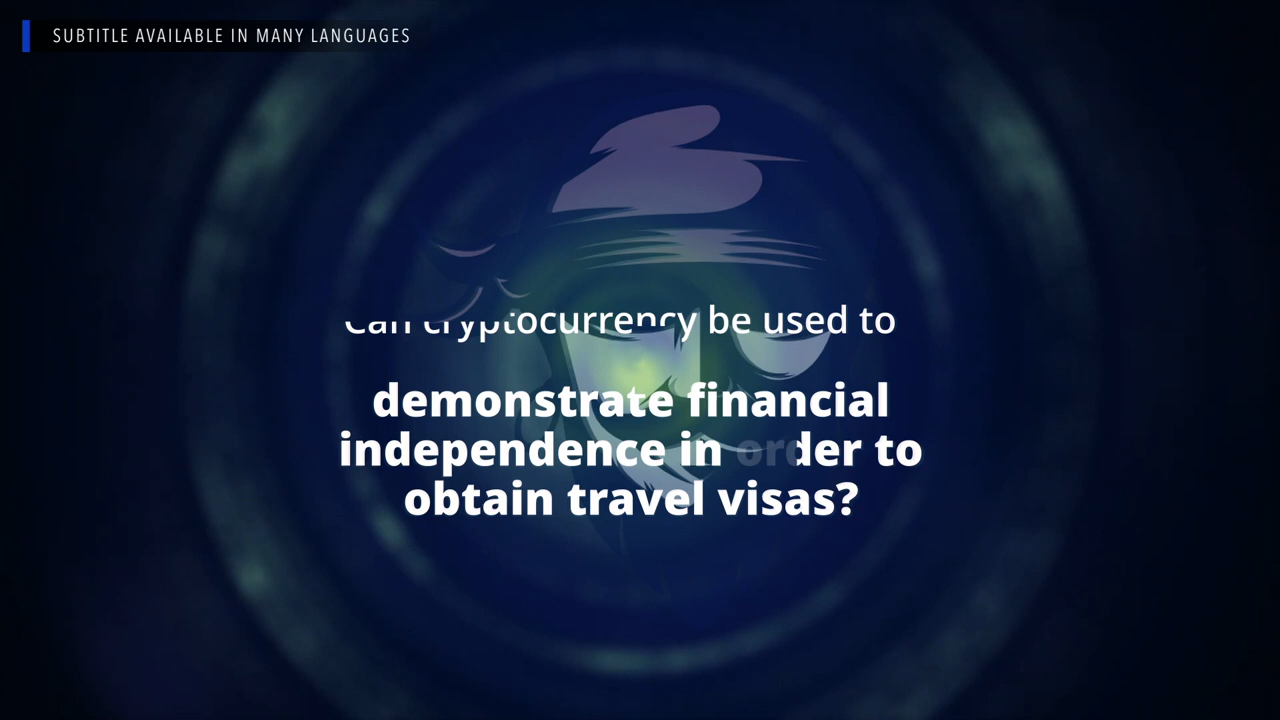 SUBTITLE AVAILABLE IN MANY LANGUAGES
Can cryptocurrency be used to
demonstrate financial
independence in order to
obtain travel visas?